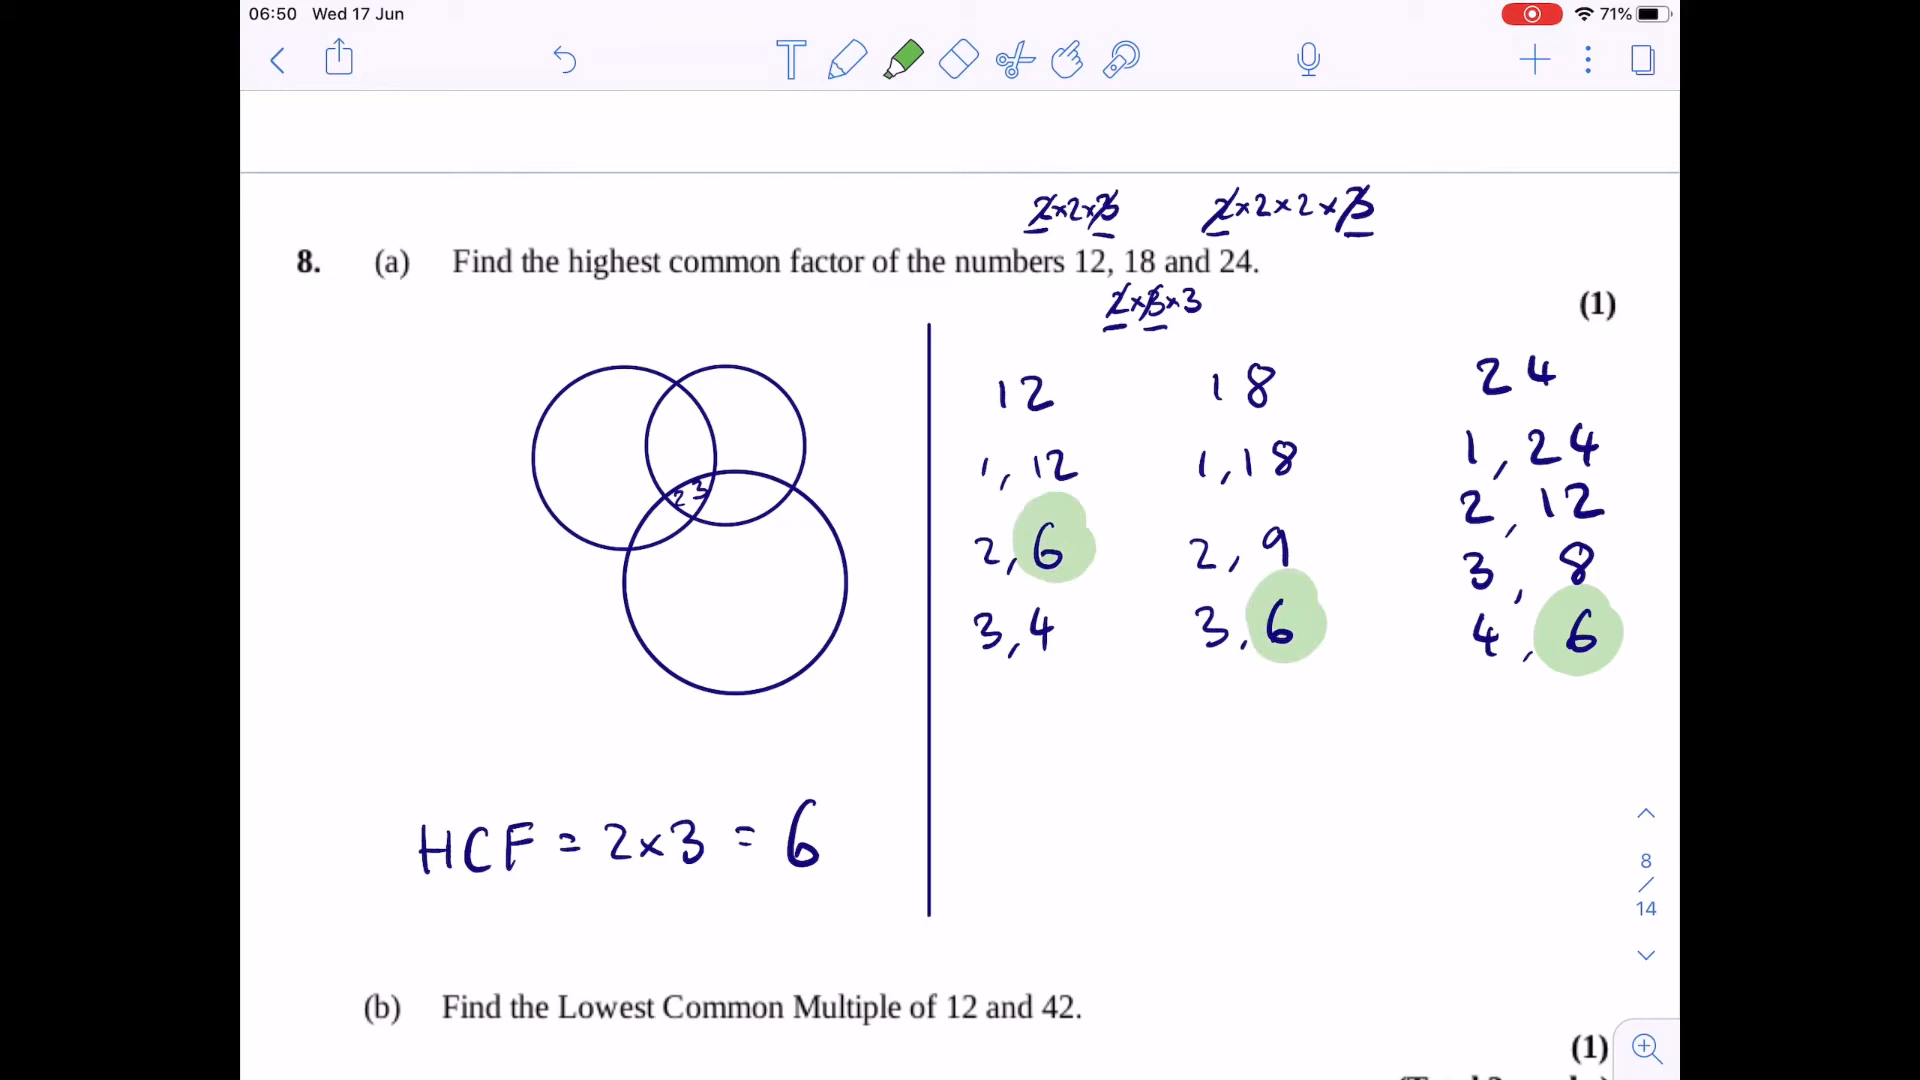 06:50 Wed 17 Jun 71%
T
2×2×3 2×2×2×3
8. (a) Find the highest common factor of the numbers 12, 18 and 24.
2×3×3
(1)
12 18 24
1, 12 1, 18 1, 24
2, 6 2, 9 2, 12
3, 4 3, 6 3, 8
4, 6
2 3
HCF = 2×3 = 6
8
/
14
(b) Find the Lowest Common Multiple of 12 and 42.
(1)